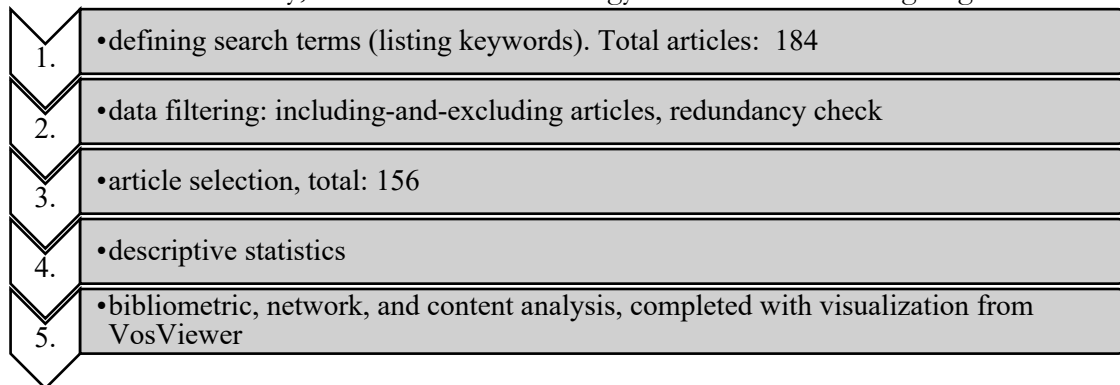 1.
•defining search terms (listing keywords). Total articles:  184
2.
•data filtering: including-and-excluding articles, redundancy check
3.
•article selection, total: 156
4.
•descriptive statistics
5.
•bibliometric, network, and content analysis, completed with visualization from
VosViewer